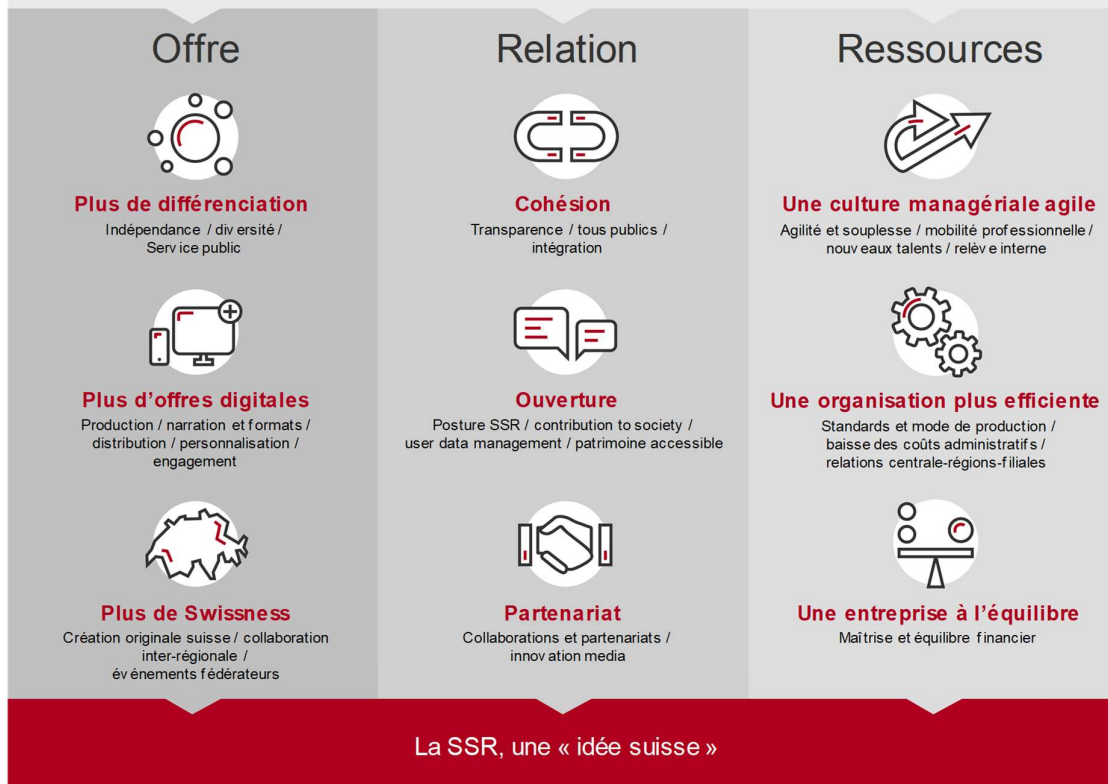 Offre
Plus de différenciation
Indépendance / diversité /
Service public
Plus d'offres digitales
Production / narration et formats /
distribution / personnalisation /
engagement
Plus de Swissness
Création originale suisse / collaboration
inter-régionale /
événements fédérateurs
Relation
Cohésion
Transparence / tous publics /
intégration
Ouverture
Posture SSR / contribution to society /
user data management / patrimoine accessible
Partenariat
Collaborations et partenariats /
innovation media
Ressources
Une culture managériale agile
Agilité et souplesse / mobilité professionnelle /
nouveaux talents / relève interne
Une organisation plus efficiente
Standards et mode de production /
baisse des coûts administratifs /
relations centrale-régions-filiales
Une entreprise à l'équilibre
Maîtrise et équilibre financier
La SSR, une « idée suisse »